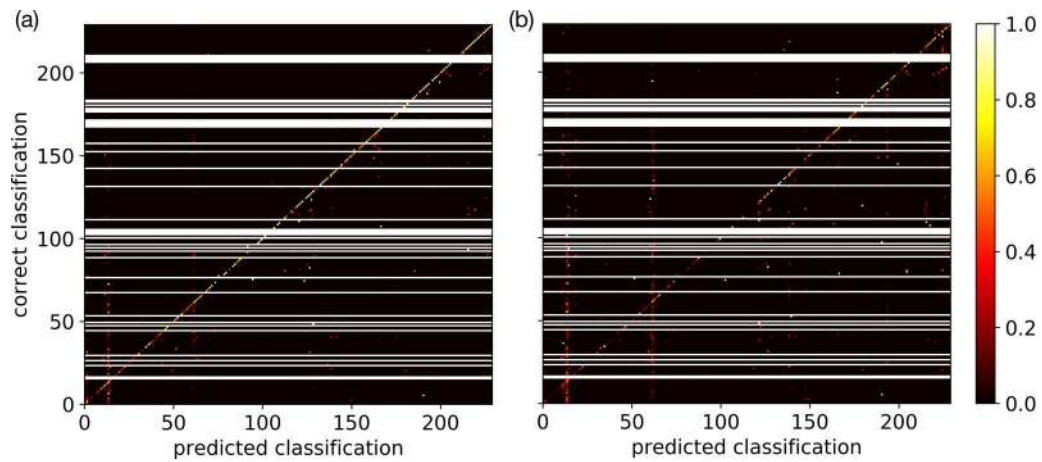 (a)
(b)
correct classification
200
150
100
50
0
0 50 100 150 200
predicted classification
0 50 100 150 200
predicted classification
1.0
0.8
0.6
0.4
0.2
0.0